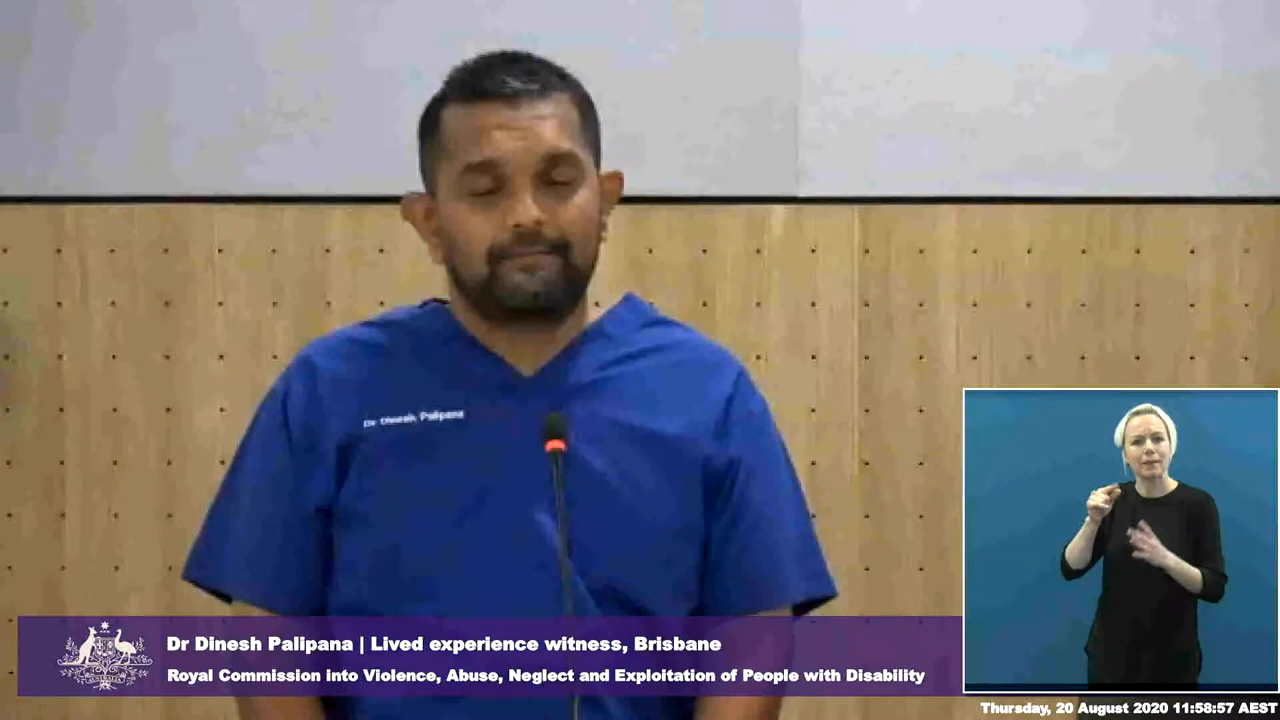 Dr Dinesh Palipana
Dr Dinesh Palipana | Lived experience witness, Brisbane
Royal Commission into Violence, Abuse, Neglect and Exploitation of People with Disability
AUSTRALIA
Thursday, 20 August 2020 11:58:57 AEST